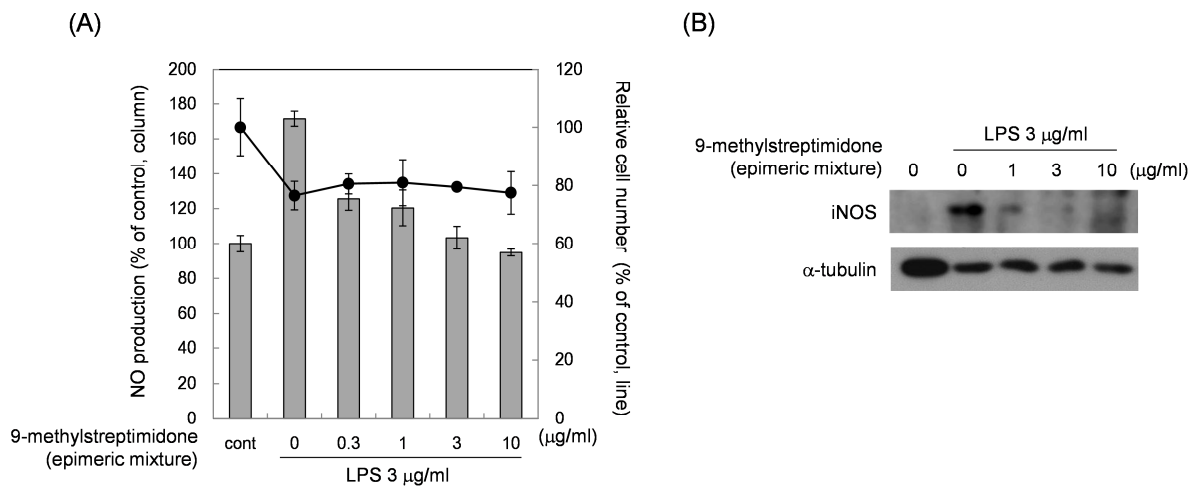 (A)
NO production (% of control, column)
200
180
160
140
120
100
80
60
40
20
0
120
100
80
60
40
20
0
Relative cell number (% of control, line)
9-methylstreptimidone
(epimeric mixture)
cont 0 0.3 1 3 10 (μg/ml)
LPS 3 μg/ml
(B)
LPS 3 μg/ml
9-methylstreptimidone
(epimeric mixture) 0 0 1 3 10 (μg/ml)
iNOS
α-tubulin